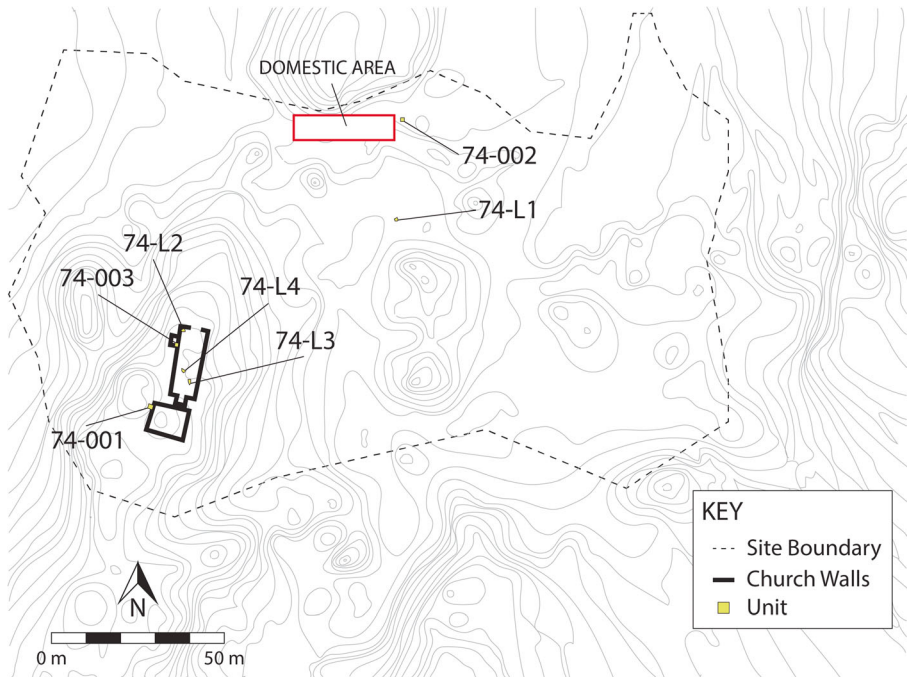 DOMESTIC AREA
74-002
74-L1
74-L2
74-003
74-L4
74-L3
74-001
KEY
Site Boundary
Church Walls
Unit
N
0 m
50 m